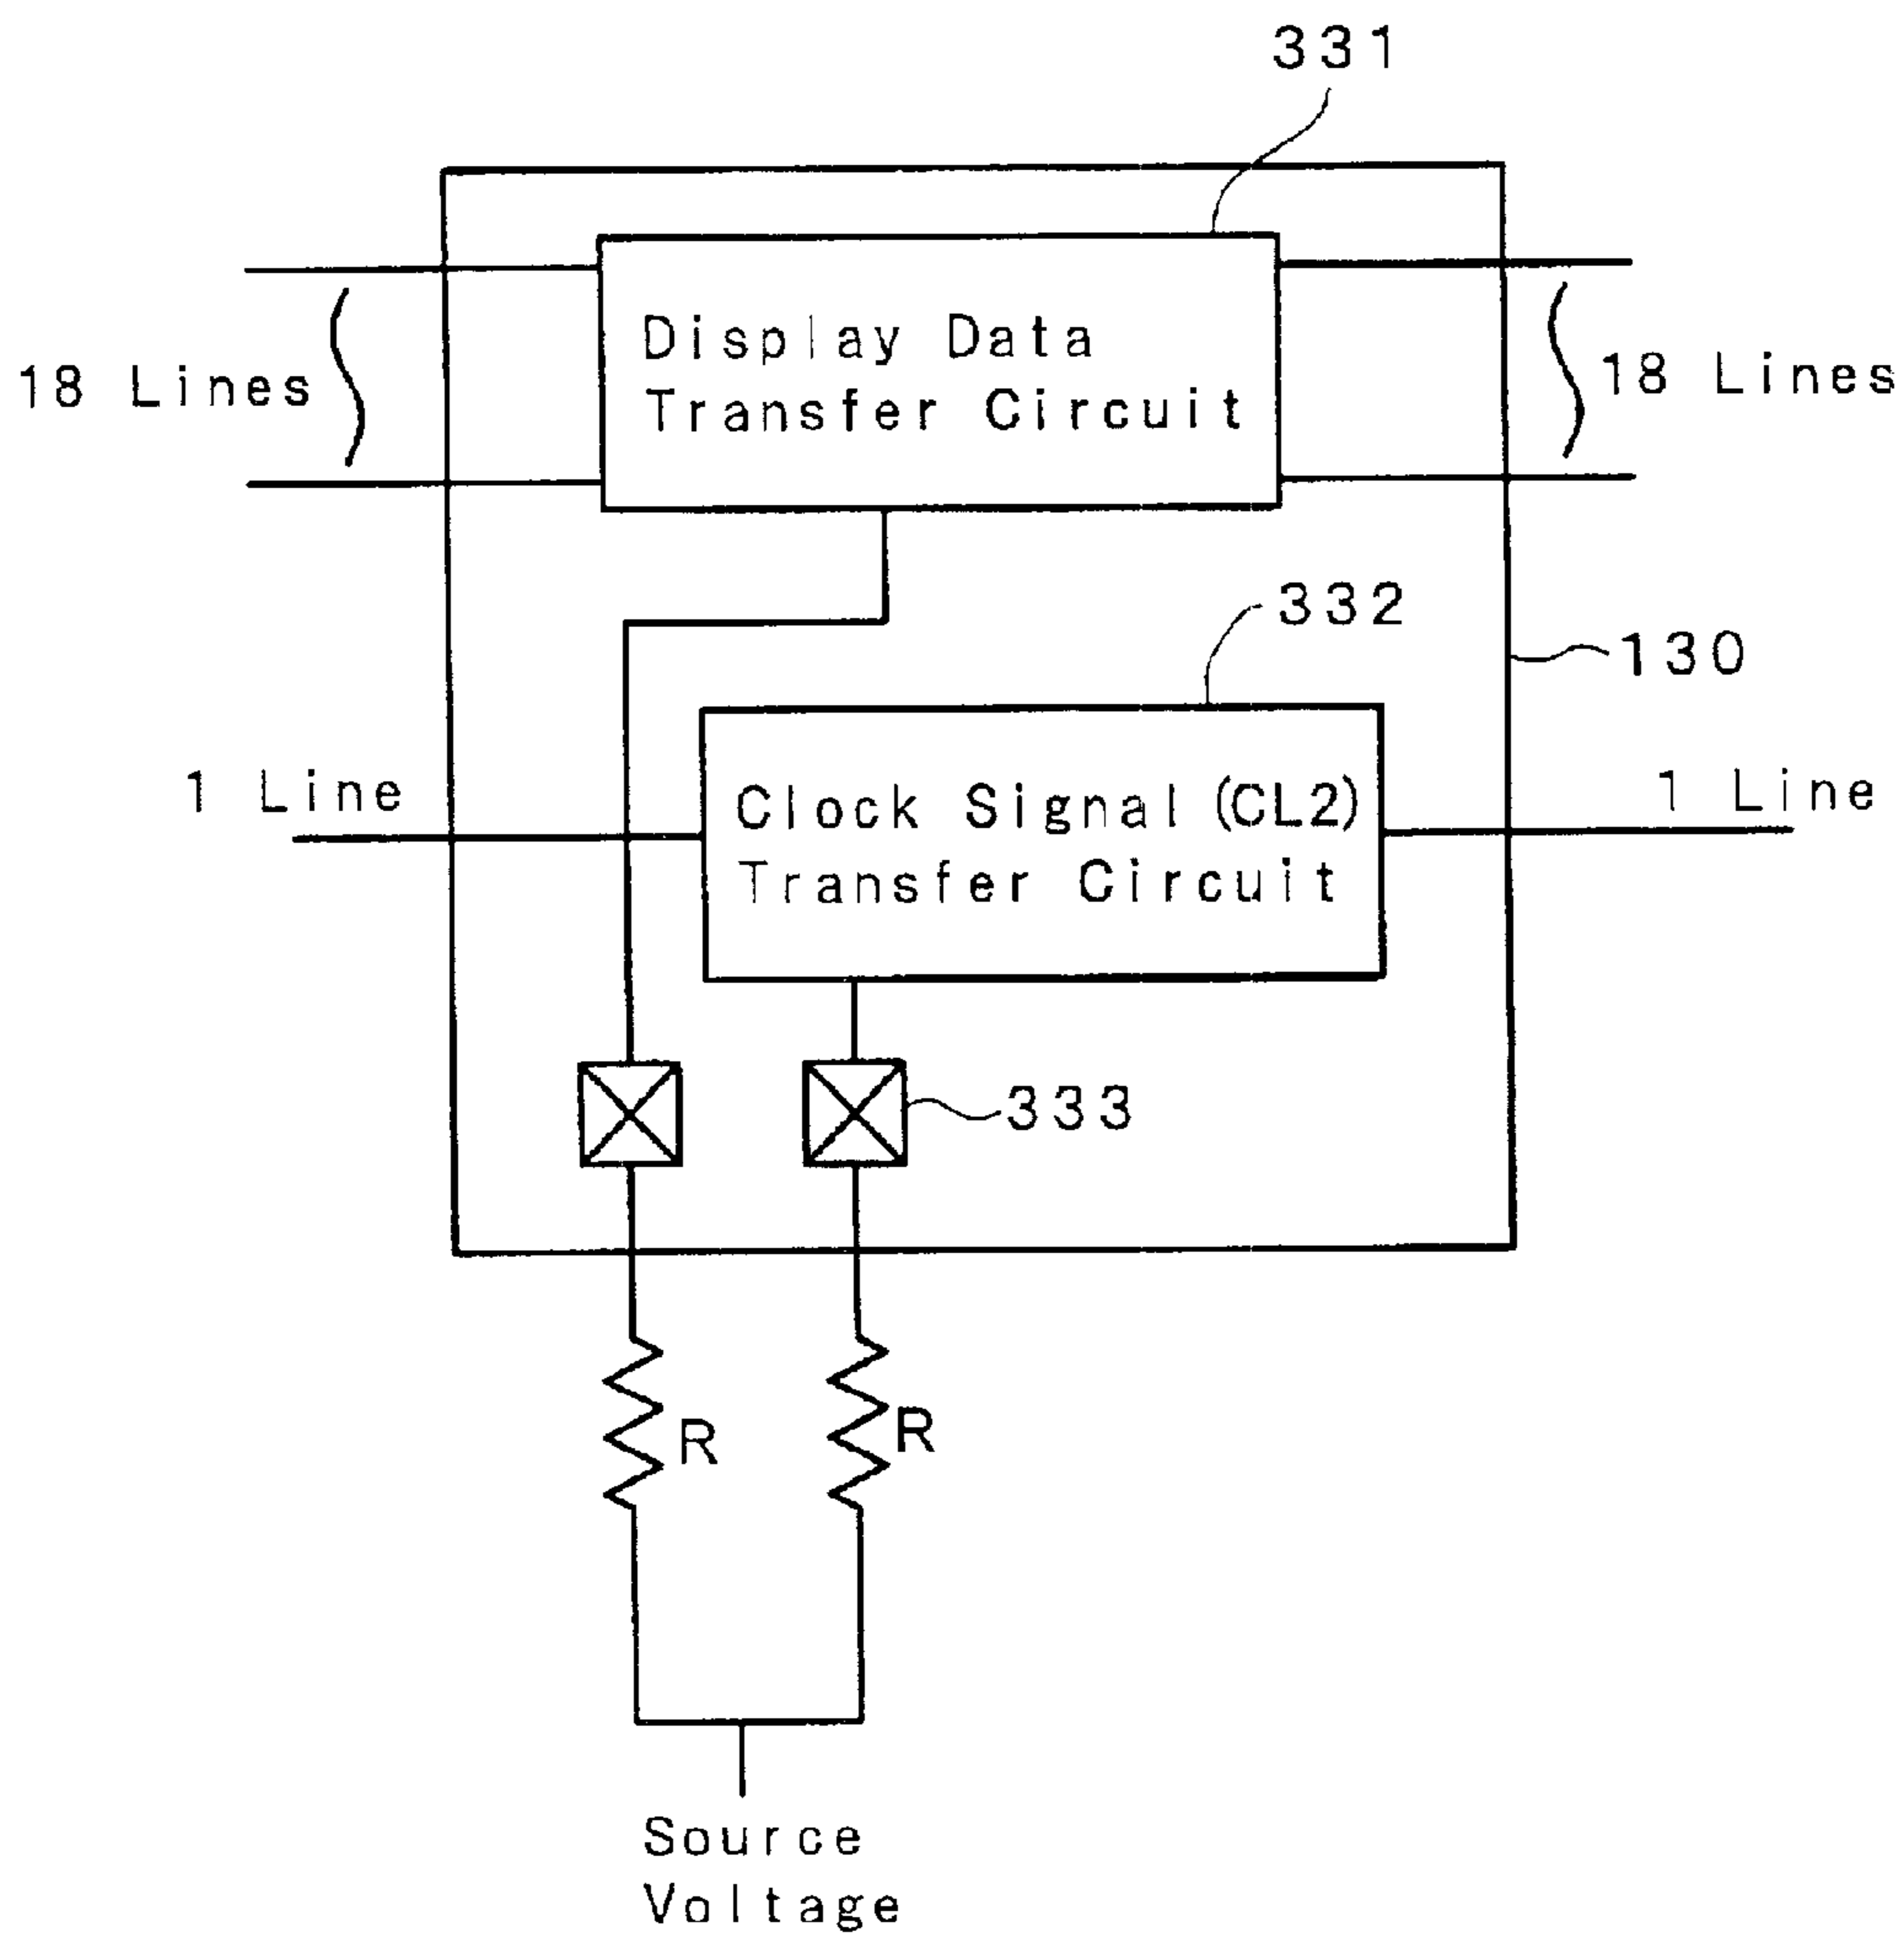 331
Display Data
Transfer Circuit
18 Lines
18 Lines
332
130
1 Line
Clock Signal (CL2)
Transfer Circuit
1 Line
333
R
R
Source
Voltage